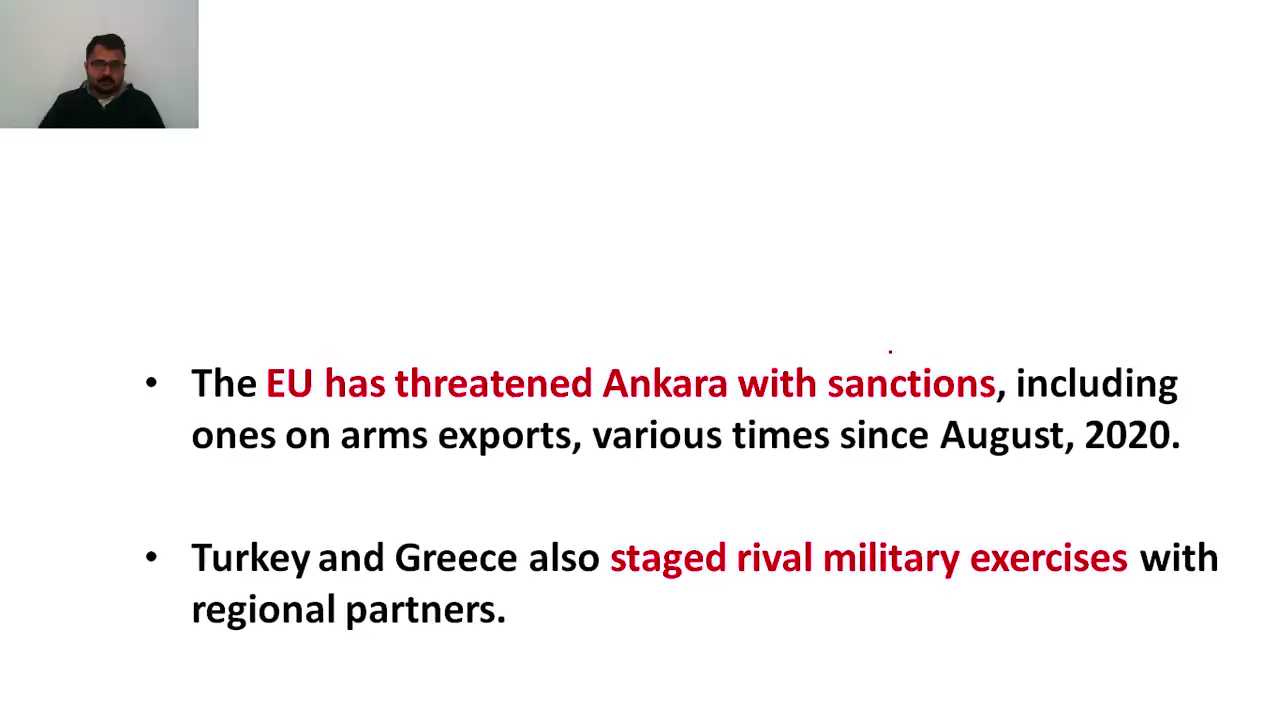 • The EU has threatened Ankara with sanctions, including
ones on arms exports, various times since August, 2020.
• Turkey and Greece also staged rival military exercises with
regional partners.